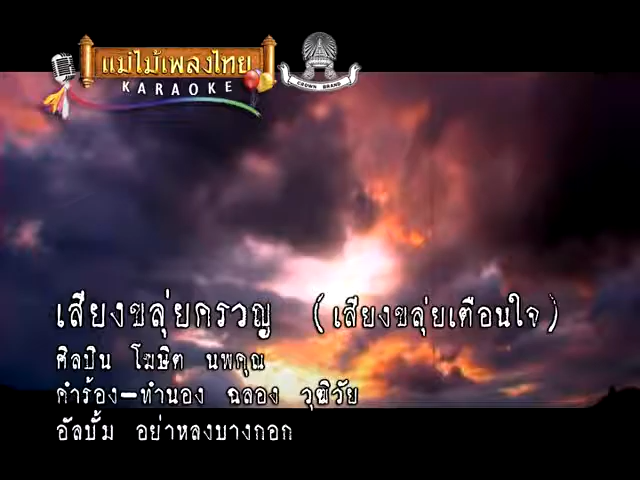 แม่ไม้เพลงไทย
KARAOKE
CROWN BRAND
เสียงขลุ่ยครวญ (เสียงขลุ่ยเตือนใจ)
ศิลปิน โฆษิต นพคุณ
คำร้อง-ทำนอง ฉลอง วุฒิวัย
อัลบั้ม อย่าหลงบางกอก